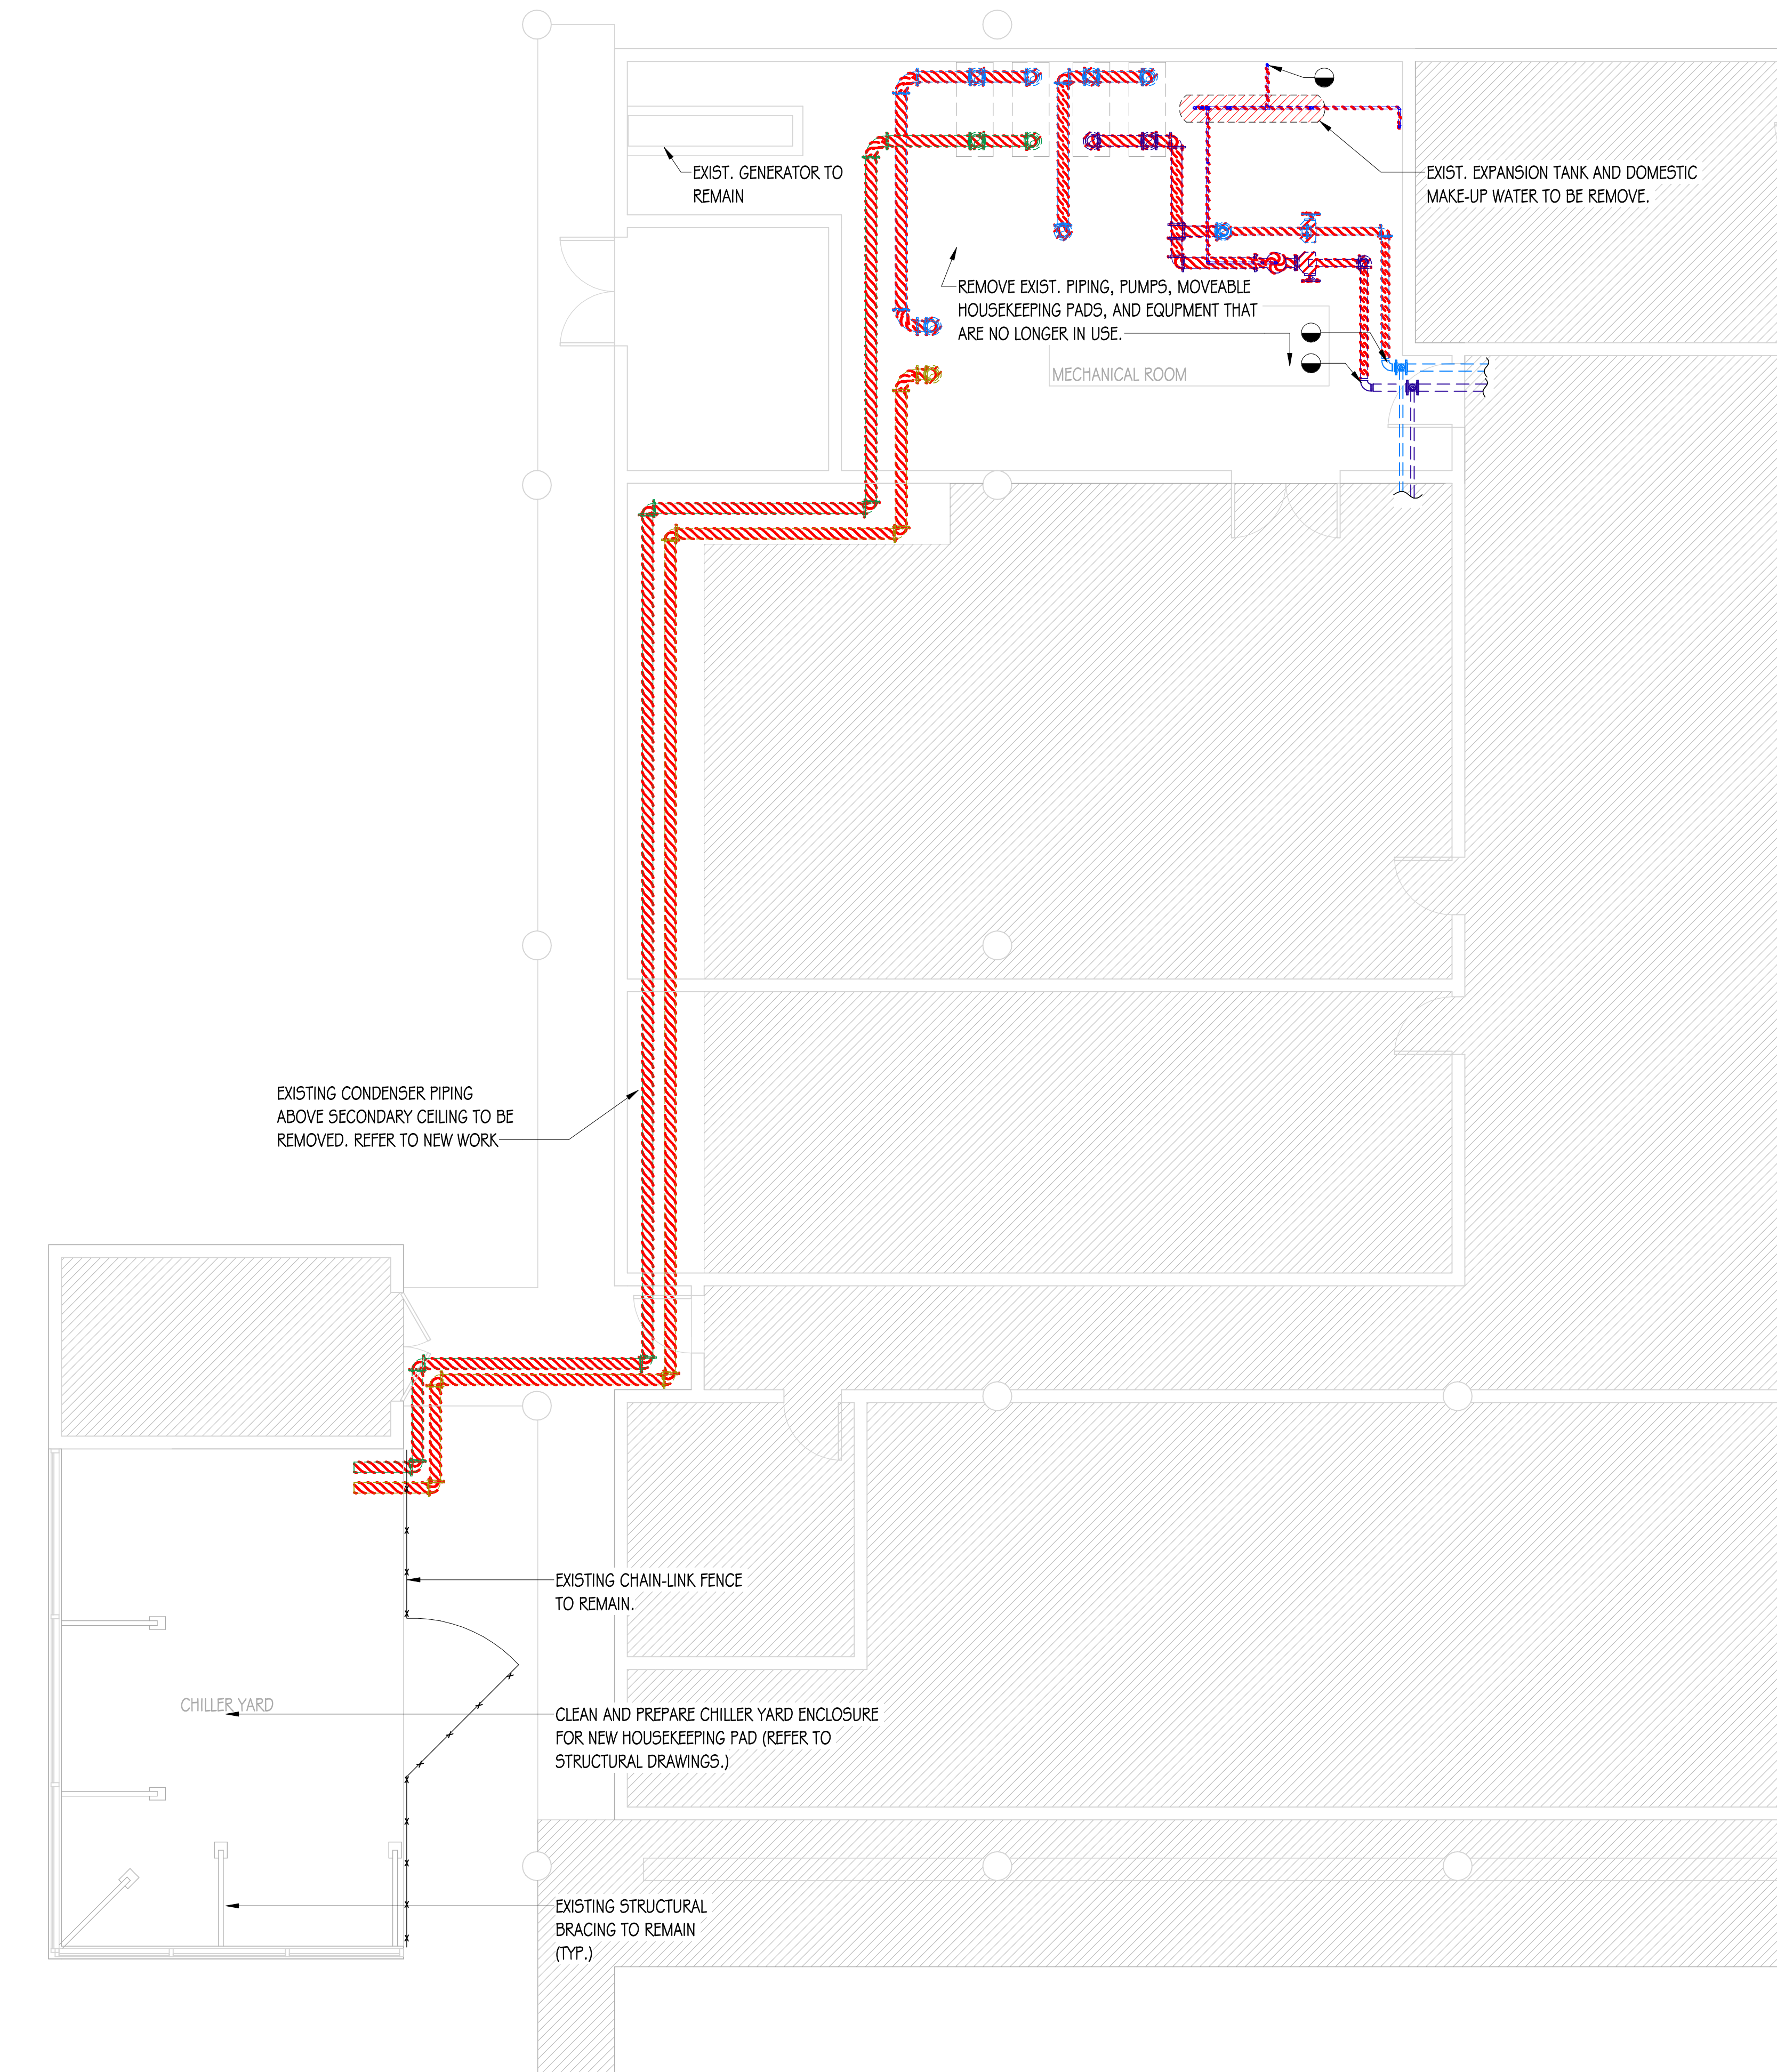 EXIST. GENERATOR TO
REMAIN
EXIST. EXPANSION TANK AND DOMESTIC
MAKE-UP WATER TO BE REMOVE.
REMOVE EXIST. PIPING, PUMPS, MOVEABLE
HOUSEKEEPING PADS, AND EQUPMENT THAT
ARE NO LONGER IN USE.
MECHANICAL ROOM
EXISTING CONDENSER PIPING
ABOVE SECONDARY CEILING TO BE
REMOVED. REFER TO NEW WORK
EXISTING CHAIN-LINK FENCE
TO REMAIN.
CHILLER YARD
CLEAN AND PREPARE CHILLER YARD ENCLOSURE
FOR NEW HOUSEKEEPING PAD (REFER TO
STRUCTURAL DRAWINGS.)
EXISTING STRUCTURAL
BRACING TO REMAIN
(TYP.)